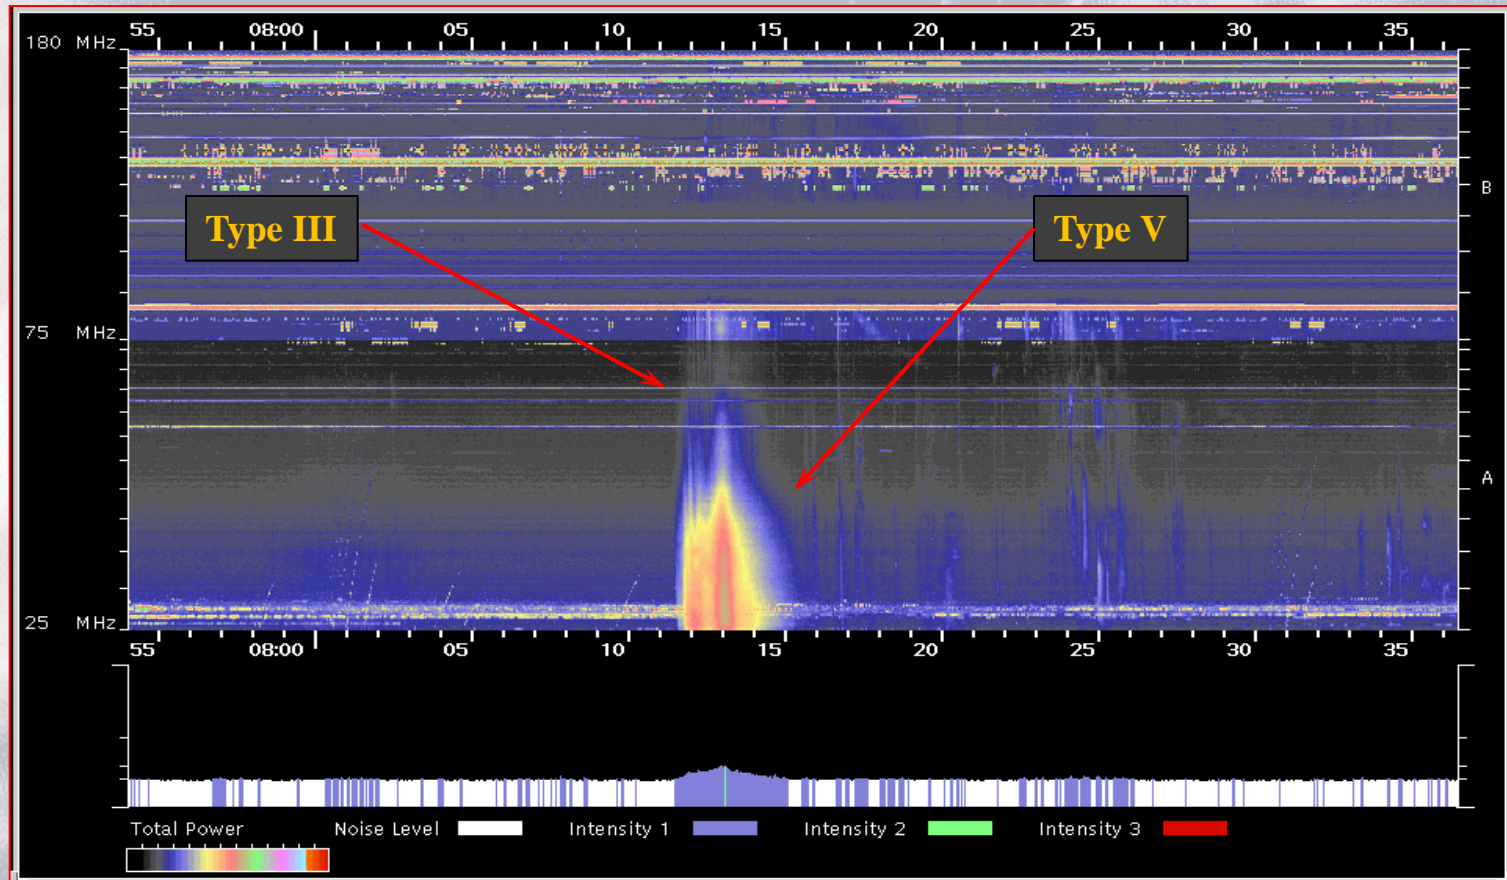 55 08:00 05 10 15 20 25 30 35
180 MHz
B
Type III
Type V
75 MHz
A
25 MHz
55 08:00 05 10 15 20 25 30 35
Total Power Noise Level Intensity 1 Intensity 2 Intensity 3